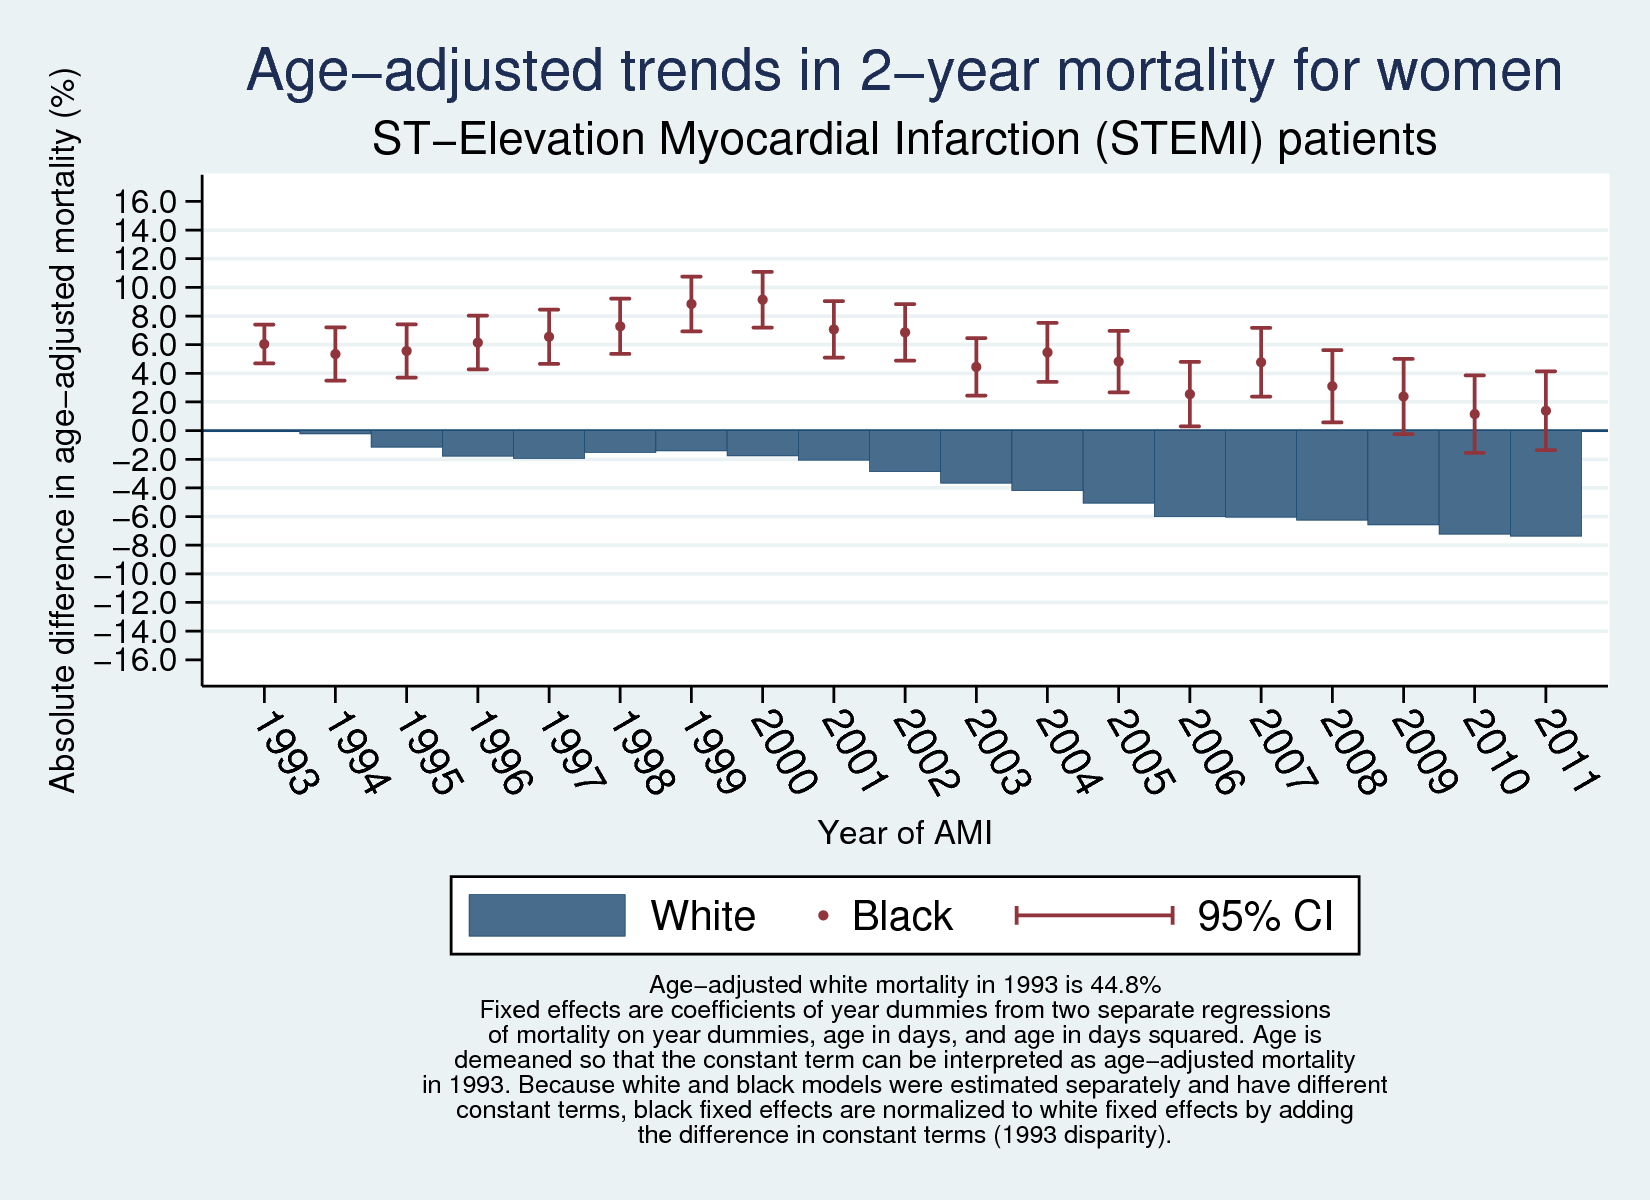 Age–adjusted trends in 2–year mortality for women
ST–Elevation Myocardial Infarction (STEMI) patients
Absolute difference in age–adjusted mortality (%)
16.0
14.0
12.0
10.0
8.0
6.0
4.0
2.0
0.0
–2.0
–4.0
–6.0
–8.0
–10.0
–12.0
–14.0
–16.0
1993 1994 1995 1996 1997 1998 1999 2000 2001 2002 2003 2004 2005 2006 2007 2008 2009 2010 2011
Year of AMI
White Black 95% CI
Age–adjusted white mortality in 1993 is 44.8%
Fixed effects are coefficients of year dummies from two separate regressions
of mortality on year dummies, age in days, and age in days squared. Age is
demeaned so that the constant term can be interpreted as age–adjusted mortality
in 1993. Because white and black models were estimated separately and have different
constant terms, black fixed effects are normalized to white fixed effects by adding
the difference in constant terms (1993 disparity).